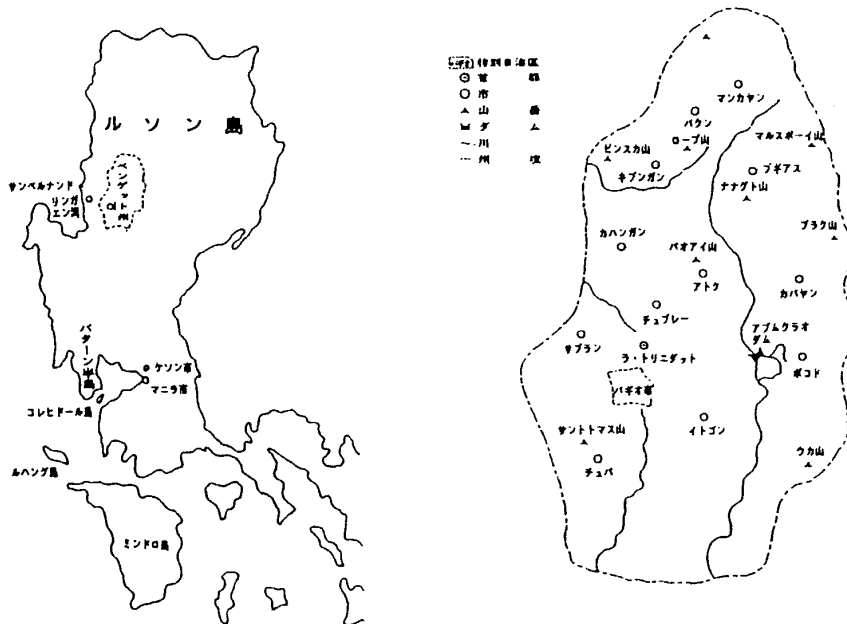 ルソン島
ベンゲット州
サンベルナンド
リンガ
エン湾
バターン半島
ケソン市
マニラ市
コレヒドール島
ルバング島
ミンドロ島
特別自治区
首都
市
山岳
ダム
川
州境
マンカヤン
バクン
ロープ山
マルスボーイ山
ビンスカ山
ネブンガン
ブギアス
ナナグト山
ブラク山
カハンガン
パオアイ山
アトク
カバヤン
チュブレー
アブムクラオ
ダム
サブラン
ラ・トリニダット
ボコド
バギオ市
サントトマス山
イトゴン
チュバ
ウカ山